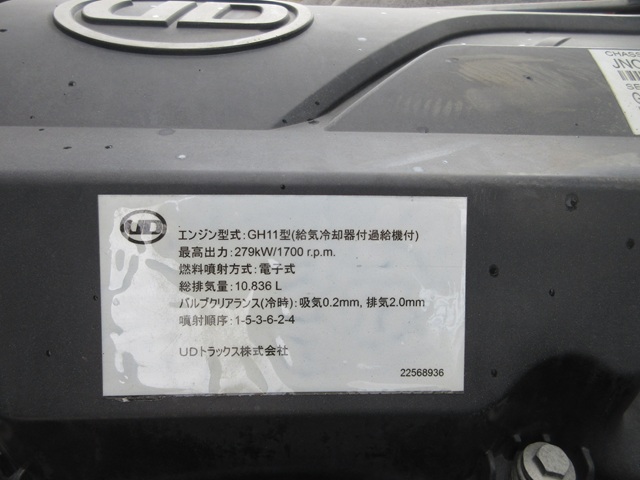 UD
CHASS
JNC
SE
G
UD
エンジン型式:GH11型(給気冷却器付過給機付)
最高出力:279kW/1700 r.p.m.
燃料噴射方式:電子式
総排気量:10.836 L
バルブクリアランス(冷時):吸気0.2mm, 排気2.0mm
噴射順序:1-5-3-6-2-4
UDトラックス株式会社
22568936